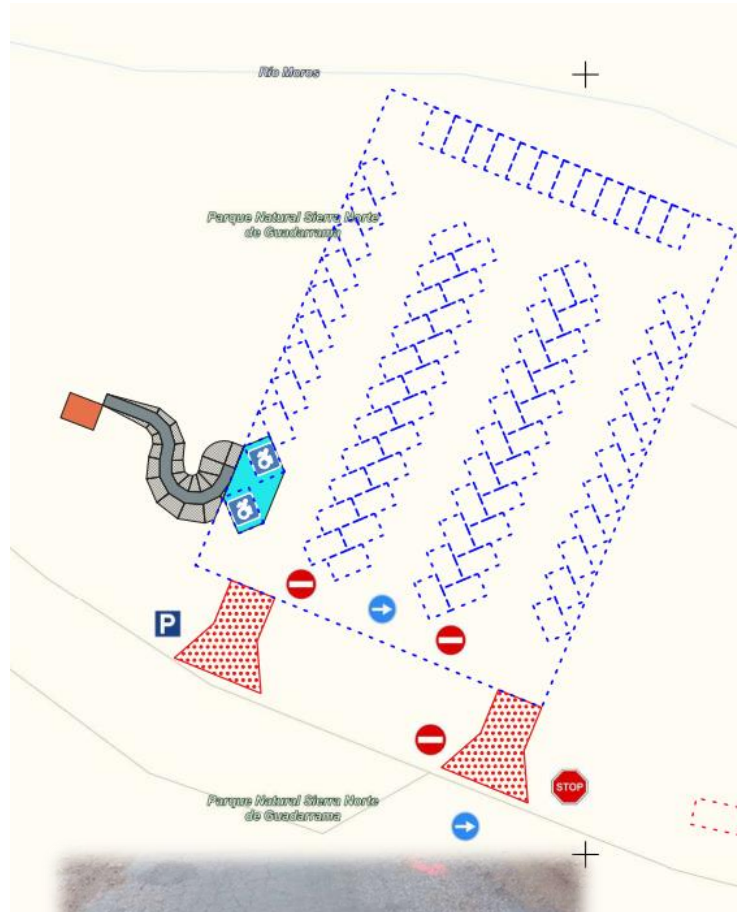 Río Moros
Parque Natural Sierra Norte
de Guadarrama
P
STOP
Parque Natural Sierra Norte
de Guadarrama